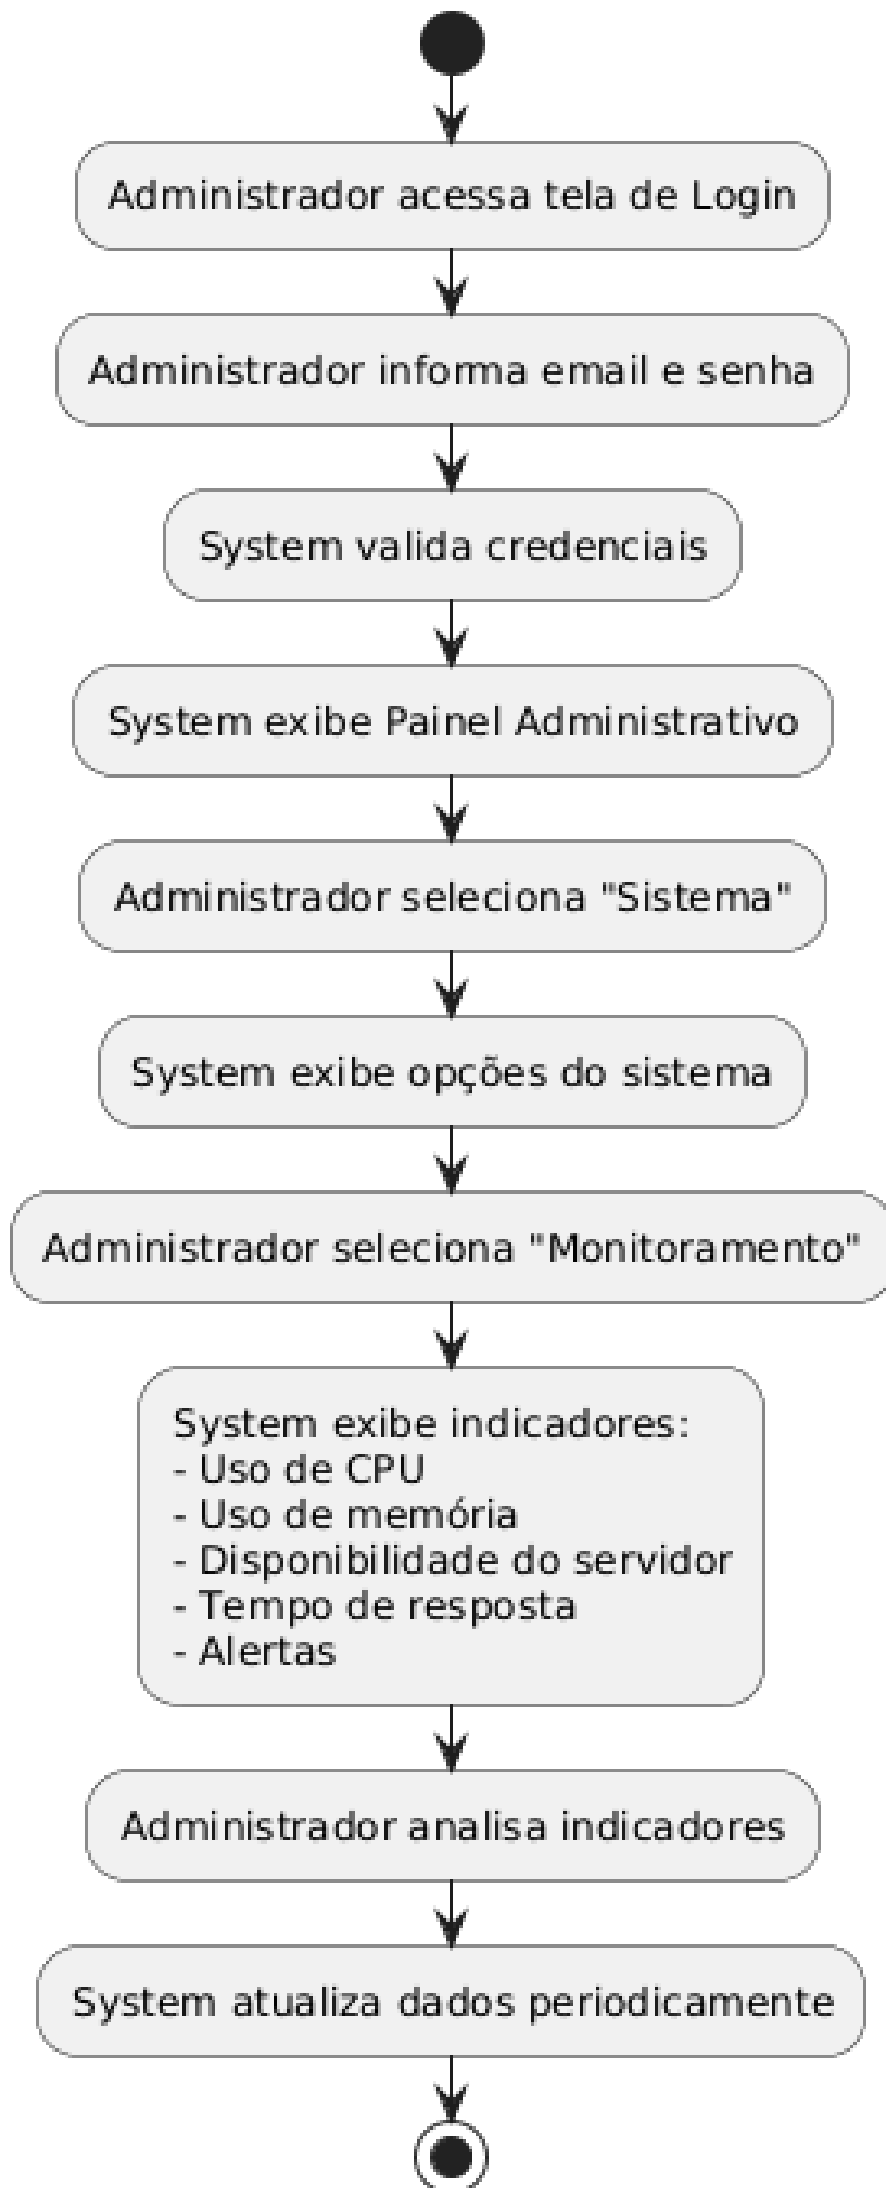 Administrador acessa tela de Login
Administrador informa email e senha
System valida credenciais
System exibe Painel Administrativo
Administrador seleciona "Sistema"
System exibe opções do sistema
Administrador seleciona "Monitoramento"
System exibe indicadores:
- Uso de CPU
- Uso de memória
- Disponibilidade do servidor
- Tempo de resposta
- Alertas
Administrador analisa indicadores
System atualiza dados periodicamente